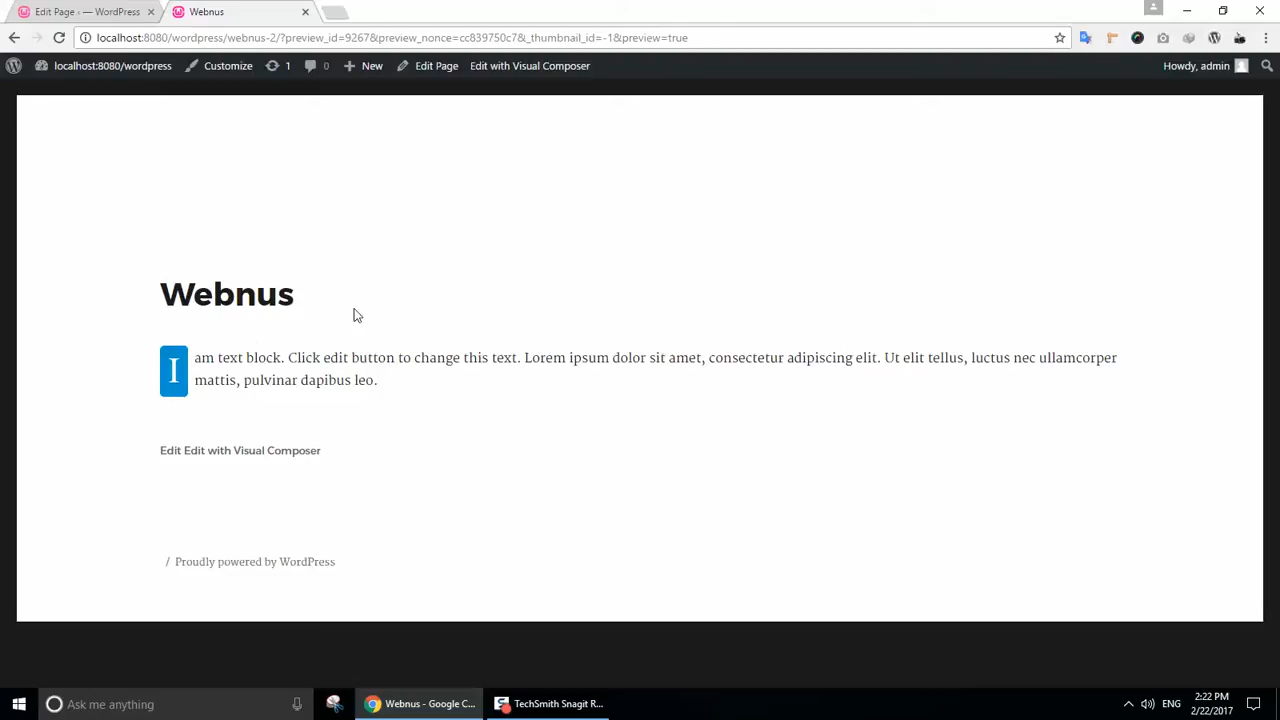 Edit Page ‹ — WordPress
Webnus
localhost:8080/wordpress/webnus-2/?preview_id=9267&preview_nonce=cc839750c7&_thumbnail_id=-1&preview=true
localhost:8080/wordpress Customize 1 0 New Edit Page Edit with Visual Composer Howdy, admin
Webnus
I am text block. Click edit button to change this text. Lorem ipsum dolor sit amet, consectetur adipiscing elit. Ut elit tellus, luctus nec ullamcorper
mattis, pulvinar dapibus leo.
Edit Edit with Visual Composer
/ Proudly powered by WordPress
Ask me anything
Webnus - Google C...
TechSmith Snagit R...
ENG
2:22 PM
2/22/2017